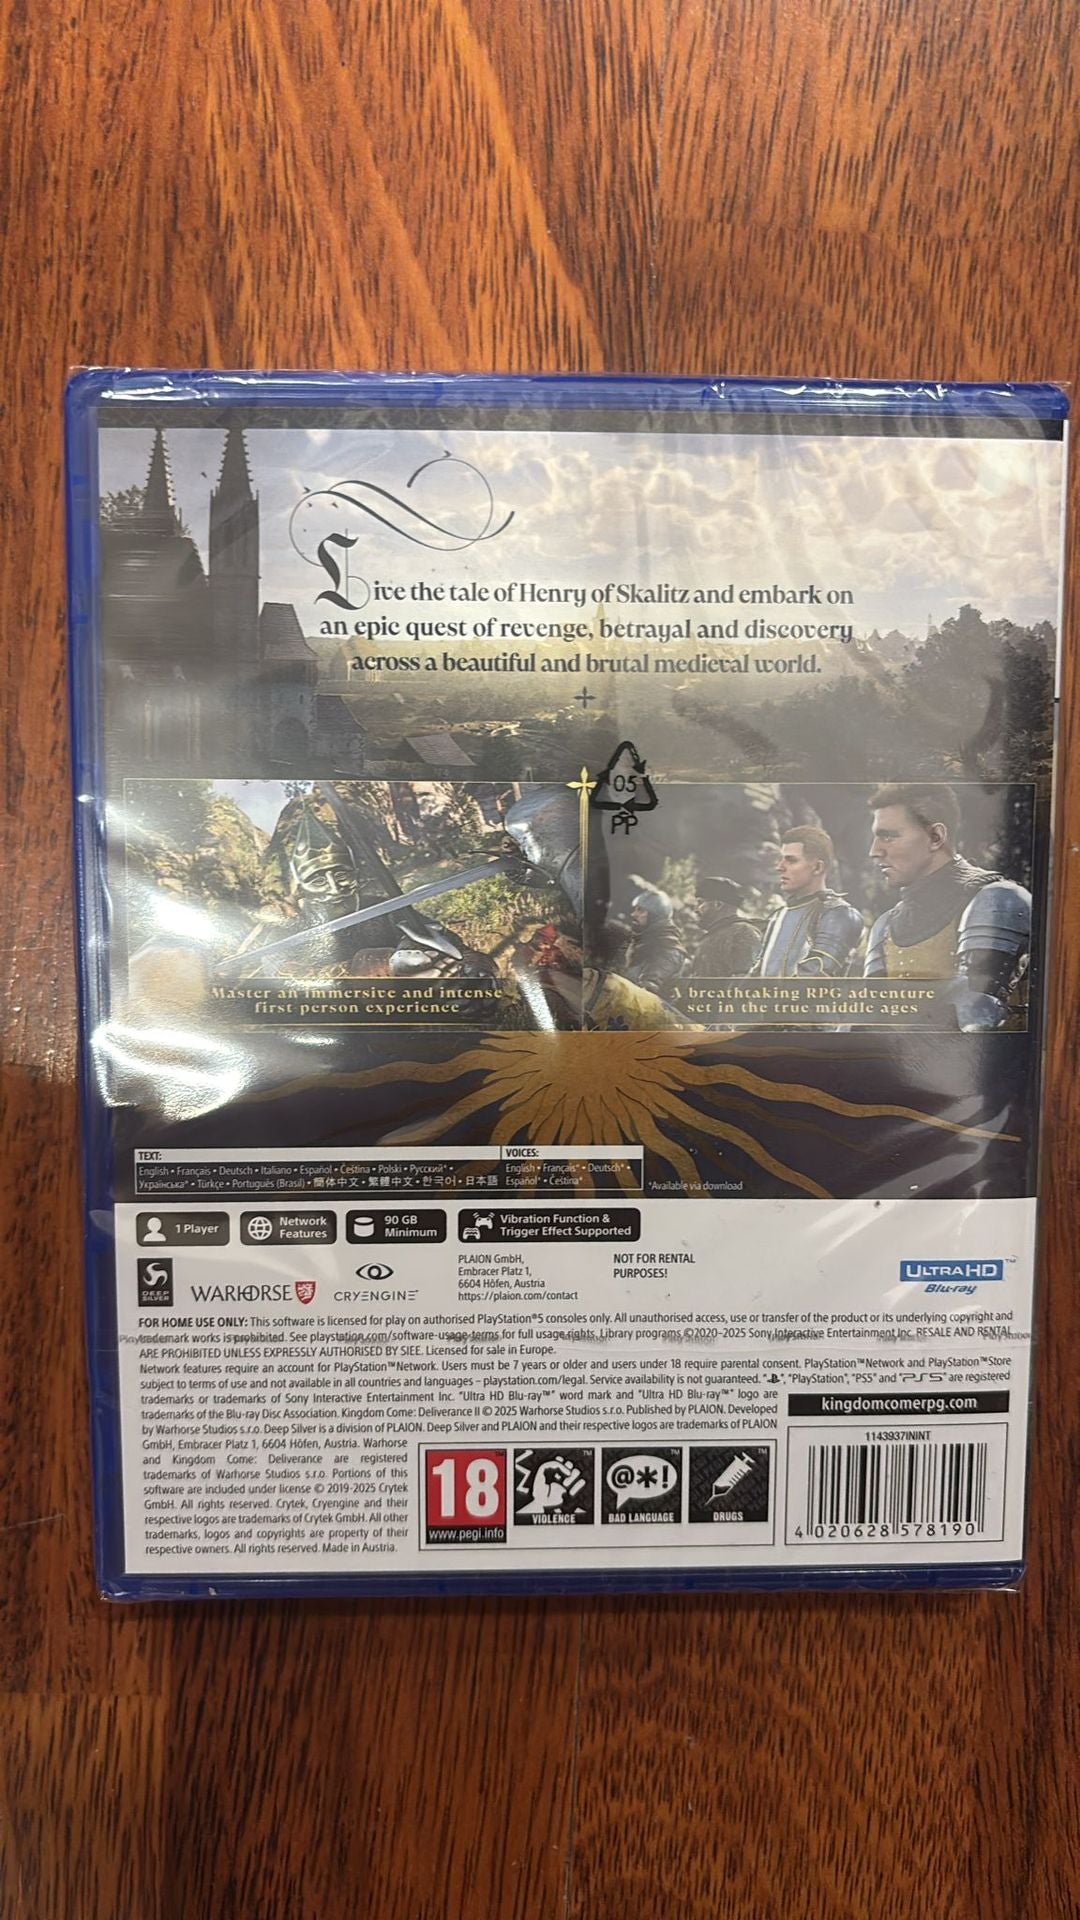 Live the tale of Henry of Skalitz and embark on
an epic quest of revenge, betrayal and discovery
across a beautiful and brutal medieval world.
05
PP
Master an immersive and intense
first person experience
A breathtaking RPG adventure
set in the true middle ages
TEXT:
English • Français • Deutsch • Italiano • Español • Čeština • Polski • Русский* •
Українська* • Türkçe • Português (Brasil) • 簡体中文 • 繁體中文 • 한국어 • 日本語
VOICES:
English • Français* • Deutsch* •
Español* • Čeština*
*Available via download
1 Player
Network
Features
90 GB
Minimum
Vibration Function &
Trigger Effect Supported
DEEP
SILVER
WARHORSE
CRYENGINE®
PLAION GmbH,
Embracer Platz 1,
6604 Höfen, Austria
https://plaion.com/contact
NOT FOR RENTAL
PURPOSES!
ULTRA HD™
Blu-ray
FOR HOME USE ONLY: This software is licensed for play on authorised PlayStation®5 consoles only. All unauthorised access, use or transfer of the product or its underlying copyright and
trademark works is prohibited. See playstation.com/software-usage-terms for full usage rights. Library programs ©2020-2025 Sony Interactive Entertainment Inc. RESALE AND RENTAL
ARE PROHIBITED UNLESS EXPRESSLY AUTHORISED BY SIEE. Licensed for sale in Europe.
Network features require an account for PlayStation™Network. Users must be 7 years or older and users under 18 require parental consent. PlayStation™Network and PlayStation™Store
subject to terms of use and not available in all countries and languages – playstation.com/legal. Service availability is not guaranteed. "", "PlayStation", "PS5" and "PS5" are registered
trademarks or trademarks of Sony Interactive Entertainment Inc. "Ultra HD Blu-ray™" word mark and "Ultra HD Blu-ray™" logo are
trademarks of the Blu-ray Disc Association. Kingdom Come: Deliverance II © 2025 Warhorse Studios s.r.o. Published by PLAION. Developed
by Warhorse Studios s.r.o. Deep Silver is a division of PLAION. Deep Silver and PLAION and their respective logos are trademarks of PLAION
GmbH, Embracer Platz 1, 6604 Höfen, Austria. Warhorse
and Kingdom Come: Deliverance are registered
trademarks of Warhorse Studios s.r.o. Portions of this
software are included under license © 2019-2025 Crytek
GmbH. All rights reserved. Crytek, Cryengine and their
respective logos are trademarks of Crytek GmbH. All other
trademarks, logos and copyrights are property of their
respective owners. All rights reserved. Made in Austria.
18
www.pegi.info
VIOLENCE
@*!
BAD LANGUAGE
DRUGS
kingdomcomerpg.com
1143937ININT
4 020628 578190